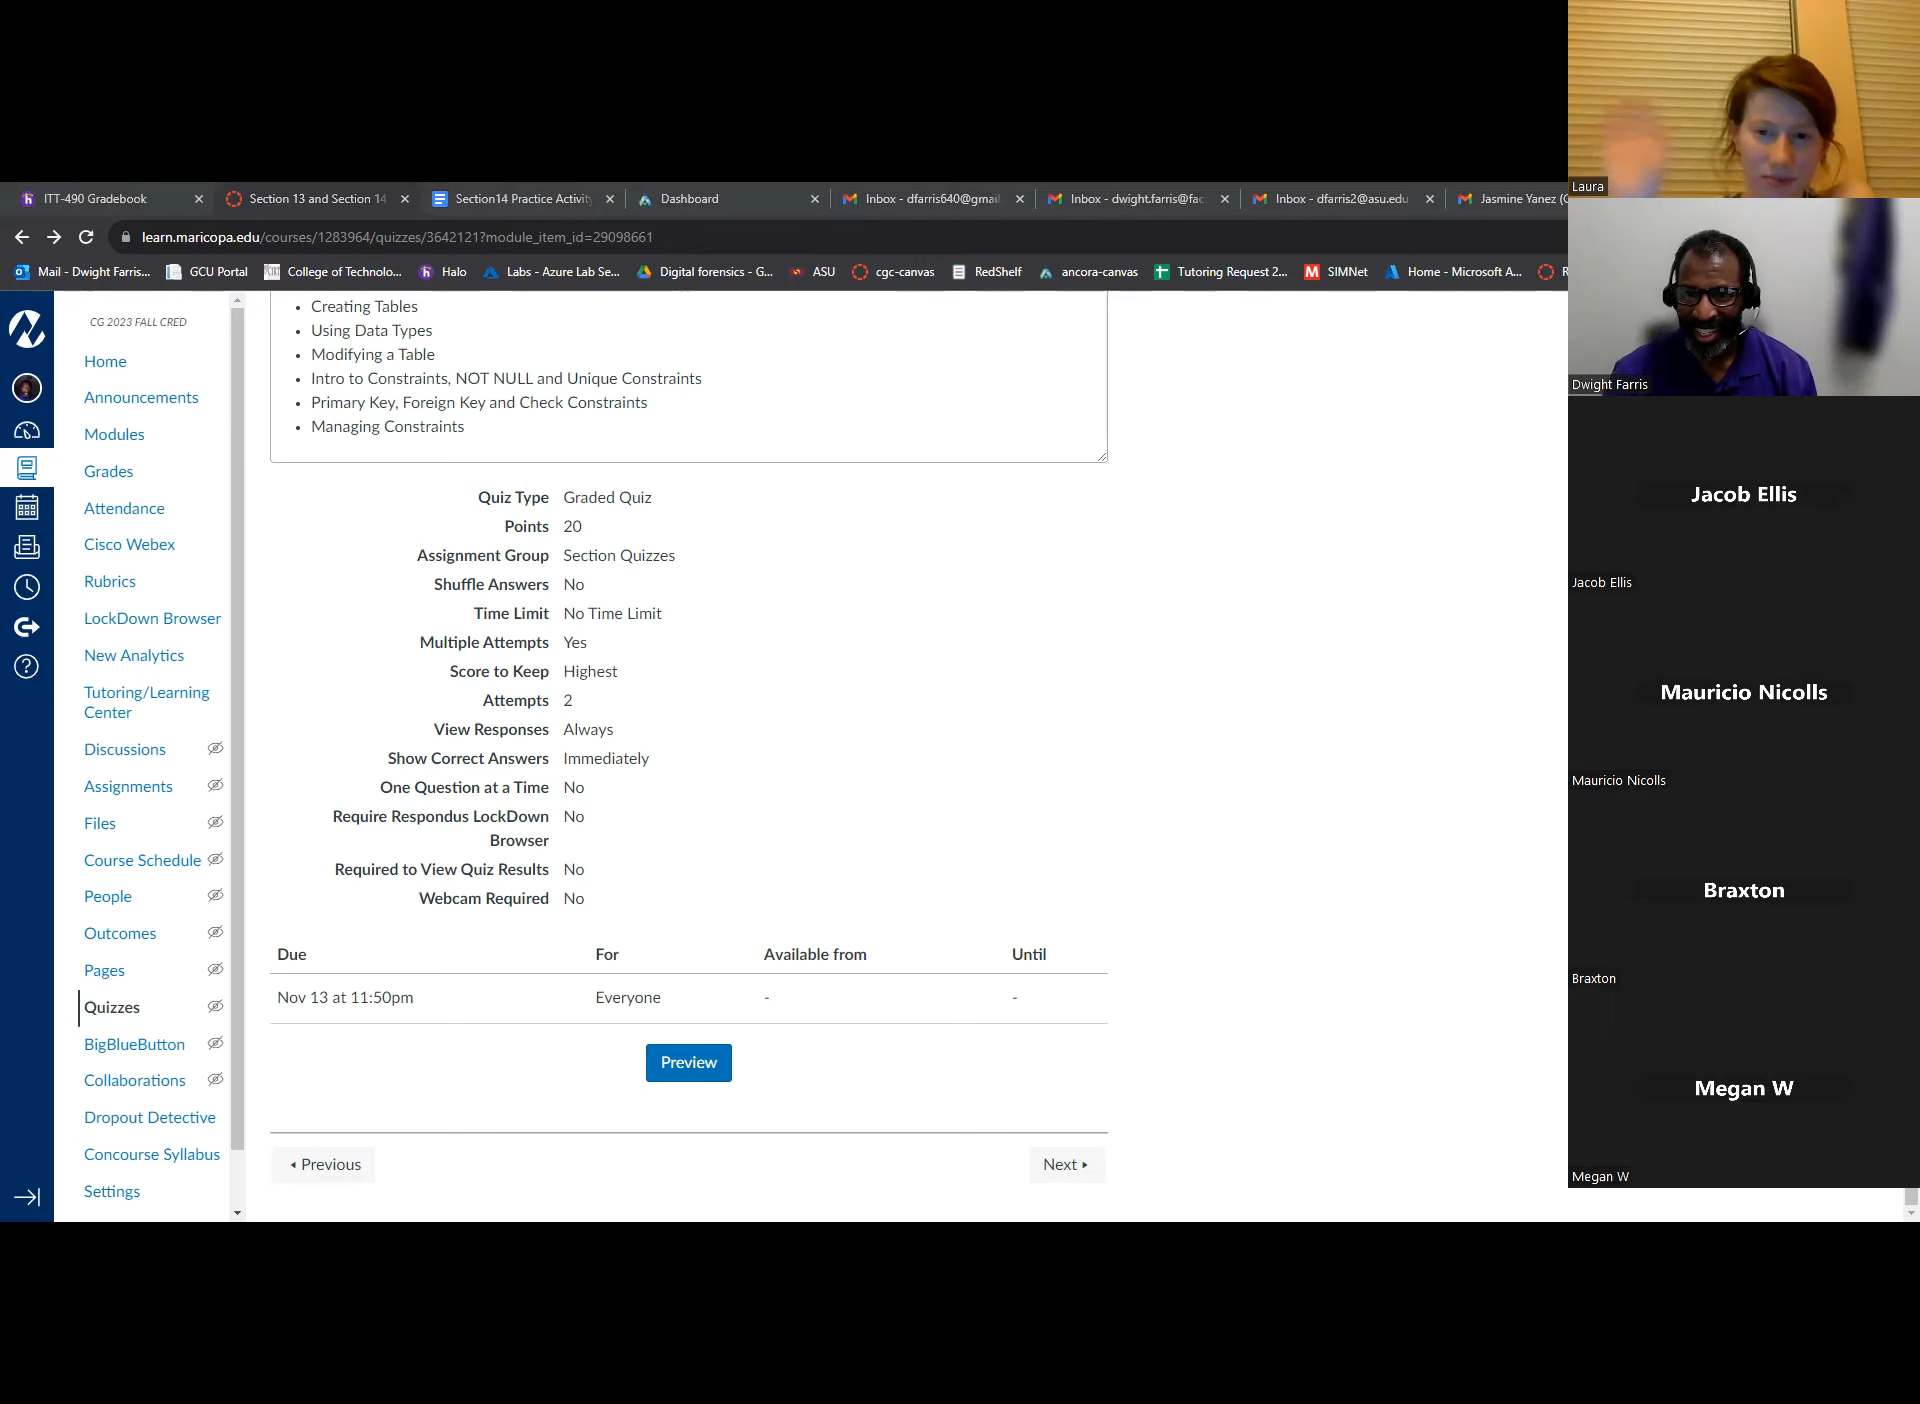 Laura
ITT-490 Gradebook
Section 13 and Section 14
Section14 Practice Activity
Dashboard
Inbox - dfarris640@gmail.
Inbox - dwight.farris@fac
Inbox - dfarris2@asu.edu
Jasmine Yanez (C
learn.maricopa.edu/courses/1283964/quizzes/3642121?module_item_id=29098661
Mail - Dwight Farris...
GCU Portal
College of Technolo...
Halo
Labs - Azure Lab Se...
Digital forensics - G...
ASU
cgc-canvas
RedShelf
ancora-canvas
Tutoring Request 2...
SIMNet
Home - Microsoft A...
Dwight Farris
CG 2023 FALL CRED
Home
Announcements
Modules
Grades
Attendance
Cisco Webex
Rubrics
LockDown Browser
New Analytics
Tutoring/Learning
Center
Discussions
Assignments
Files
Course Schedule
People
Outcomes
Pages
Quizzes
BigBlueButton
Collaborations
Dropout Detective
Concourse Syllabus
Settings
• Creating Tables
• Using Data Types
• Modifying a Table
• Intro to Constraints, NOT NULL and Unique Constraints
• Primary Key, Foreign Key and Check Constraints
• Managing Constraints
Quiz Type Graded Quiz
Points 20
Assignment Group Section Quizzes
Shuffle Answers No
Time Limit No Time Limit
Multiple Attempts Yes
Score to Keep Highest
Attempts 2
View Responses Always
Show Correct Answers Immediately
One Question at a Time No
Require Respondus LockDown No
Browser
Required to View Quiz Results No
Webcam Required No
Due For Available from Until
Nov 13 at 11:50pm Everyone - -
Preview
Previous
Next
Jacob Ellis
Jacob Ellis
Mauricio Nicolls
Mauricio Nicolls
Braxton
Braxton
Megan W
Megan W